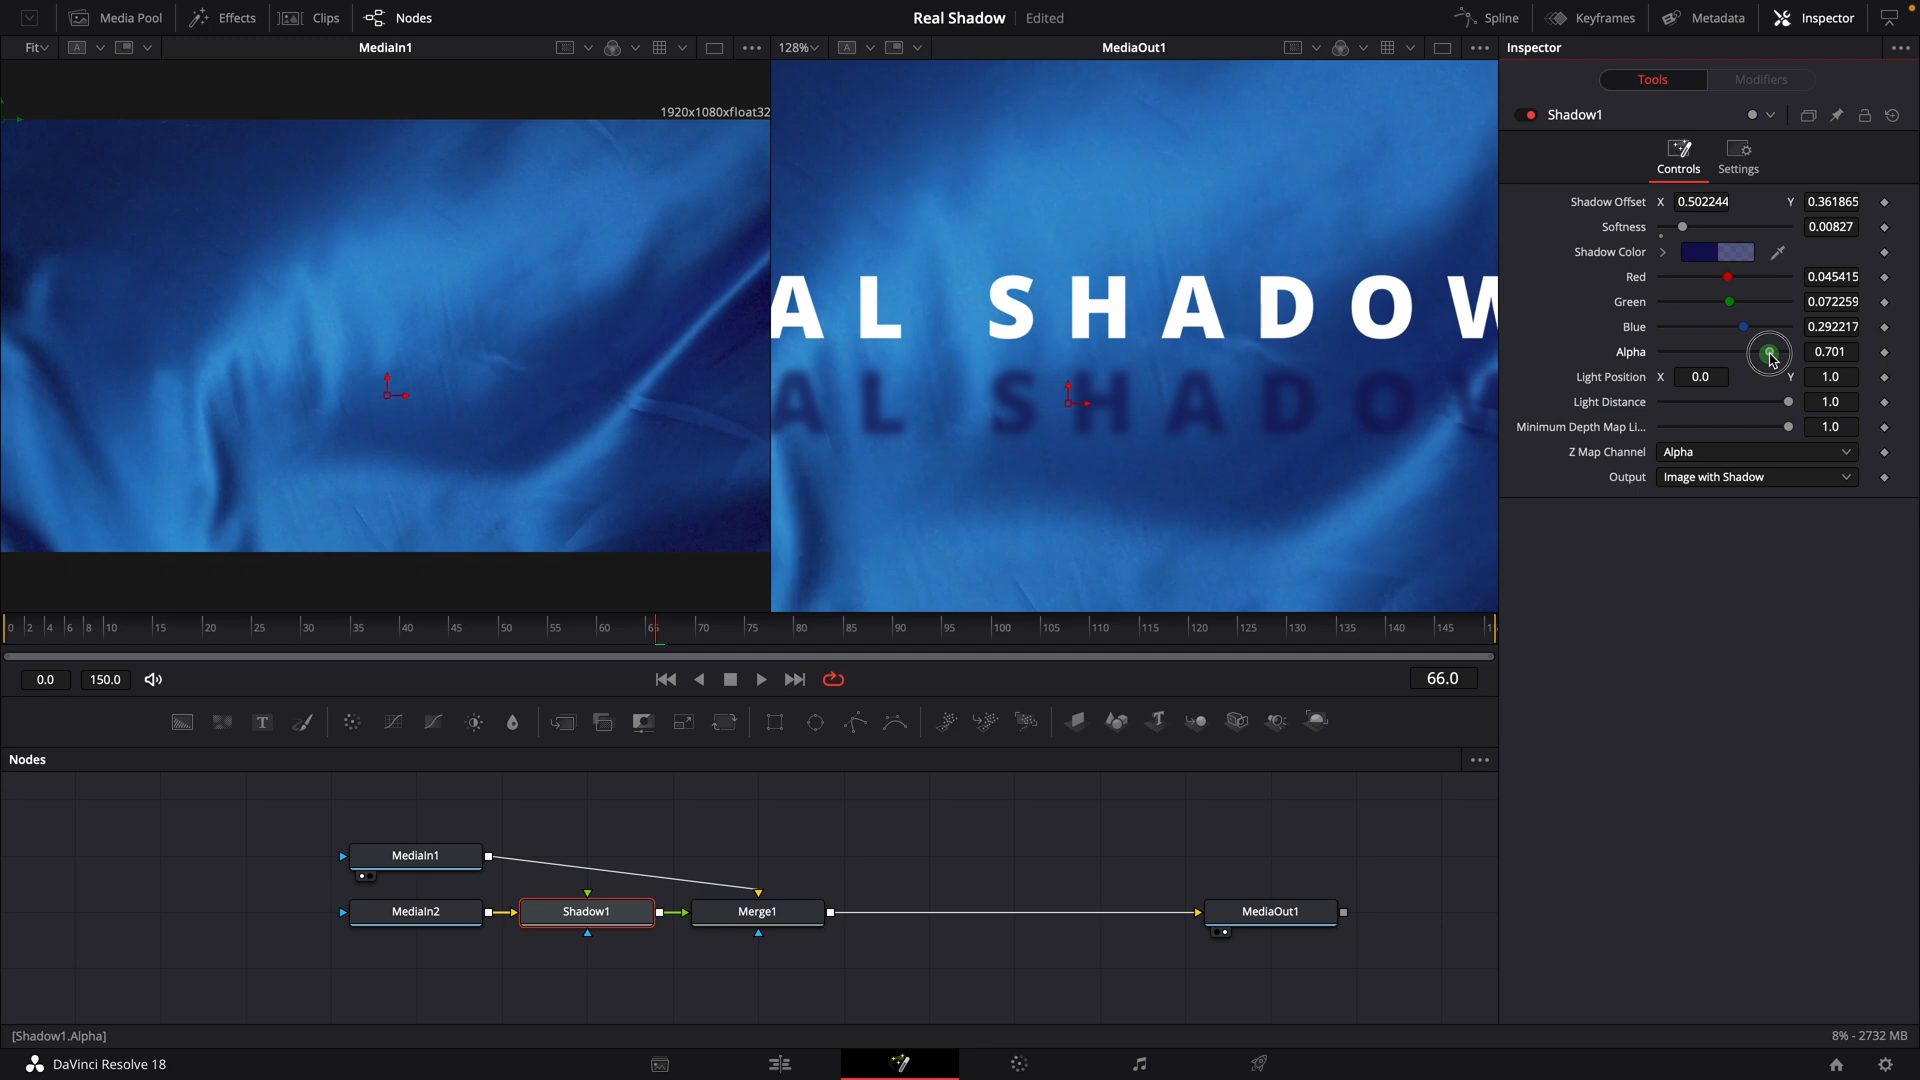 Media Pool
Effects
Clips
Nodes
Real Shadow
Edited
Spline
Keyframes
Metadata
Inspector
Fit
A
MediaIn1
128%
A
MediaOut1
Inspector
1920x1080xfloat32
Tools
Modifiers
Shadow1
Controls
Settings
Shadow Offset X 0.502244 Y 0.361865
Softness 0.00827
Shadow Color
Red 0.045415
Green 0.072259
Blue 0.292217
Alpha 0.701
Light Position X 0.0 Y 1.0
Light Distance 1.0
Minimum Depth Map Li... 1.0
Z Map Channel Alpha
Output Image with Shadow
AL SHADOW
AL SHADOW
0 2 4 6 8 10 15 20 25 30 35 40 45 50 55 60 65 70 75 80 85 90 95 100 105 110 115 120 125 130 135 140 145
0.0
150.0
66.0
T
Nodes
MediaIn1
MediaIn2
Shadow1
Merge1
MediaOut1
[Shadow1.Alpha]
8% - 2732 MB
DaVinci Resolve 18